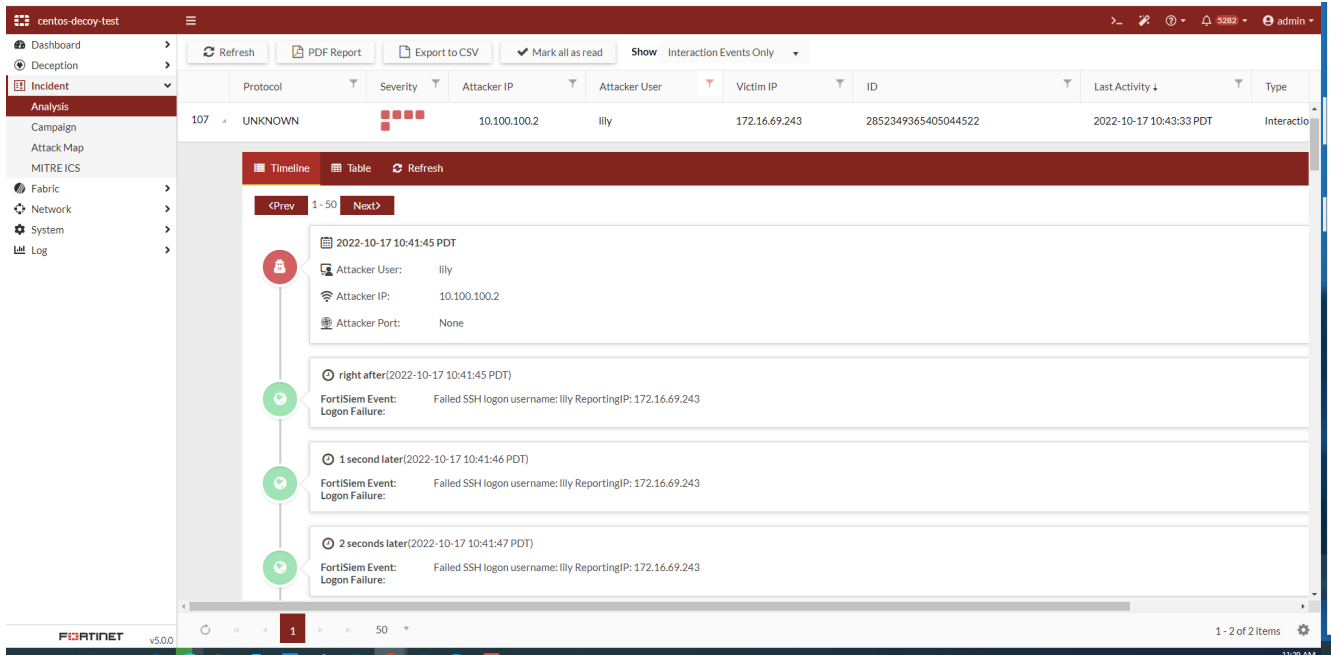 centos-decoy-test
5282
admin
Dashboard
Deception
Incident
Analysis
Campaign
Attack Map
MITRE ICS
Fabric
Network
System
Log
FORTINET v5.0.0
Refresh PDF Report Export to CSV Mark all as read Show Interaction Events Only
Protocol Severity Attacker IP Attacker User Victim IP ID Last Activity ↓ Type
107 UNKNOWN 10.100.100.2 lily 172.16.69.243 2852349365405044522 2022-10-17 10:43:33 PDT Interactio
Timeline Table Refresh
<Prev 1 - 50 Next>
2022-10-17 10:41:45 PDT
Attacker User: lily
Attacker IP: 10.100.100.2
Attacker Port: None
right after(2022-10-17 10:41:45 PDT)
FortiSiem Event: Failed SSH logon username: lily ReportingIP: 172.16.69.243
Logon Failure:
1 second later(2022-10-17 10:41:46 PDT)
FortiSiem Event: Failed SSH logon username: lily ReportingIP: 172.16.69.243
Logon Failure:
2 seconds later(2022-10-17 10:41:47 PDT)
FortiSiem Event: Failed SSH logon username: lily ReportingIP: 172.16.69.243
Logon Failure:
1 50 1 - 2 of 2 items